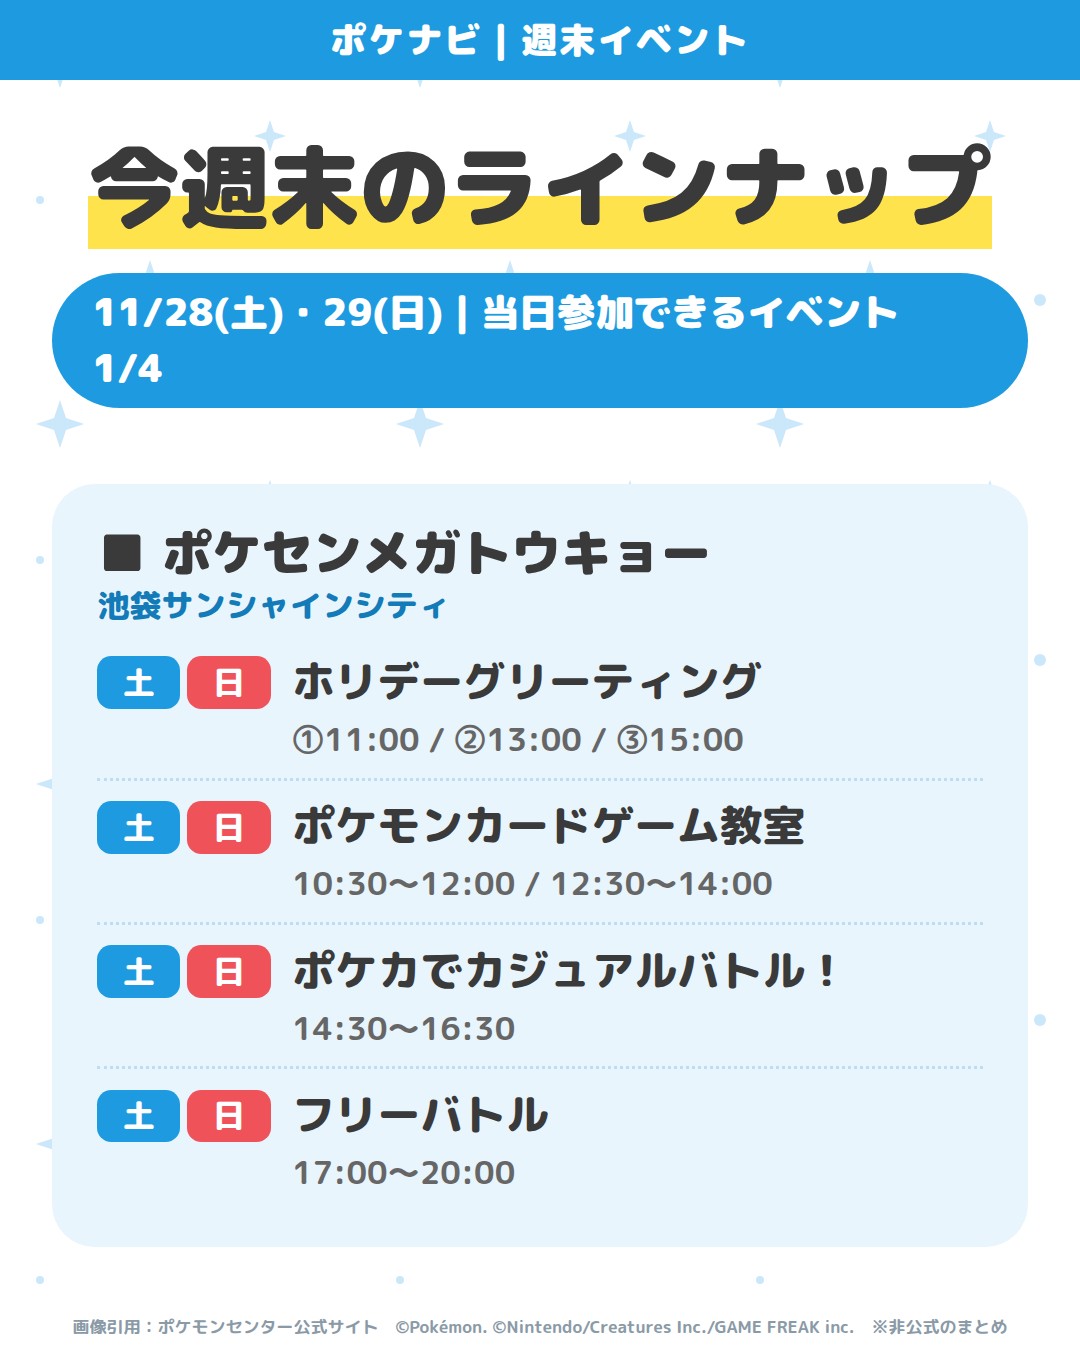 ポケナビ | 週末イベント
今週末のラインナップ
11/28(土)・29(日) | 当日参加できるイベント
1/4
■ ポケセンメガトウキョー
池袋サンシャインシティ
土 日 ホリデーグリーティング
①11:00 / ②13:00 / ③15:00
土 日 ポケモンカードゲーム教室
10:30〜12:00 / 12:30〜14:00
土 日 ポケカでカジュアルバトル！
14:30〜16:30
土 日 フリーバトル
17:00〜20:00
画像引用：ポケモンセンター公式サイト　©Pokémon. ©Nintendo/Creatures Inc./GAME FREAK inc.　※非公式のまとめ